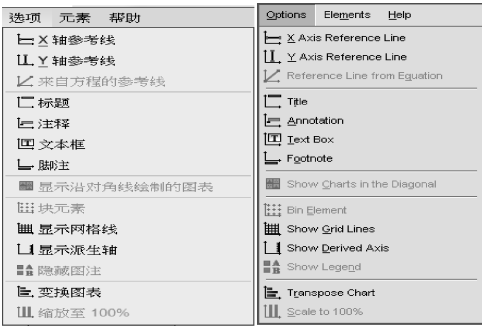 选项 元素 帮助
X 轴参考线
Y 轴参考线
来自方程的参考线
标题
注释
文本框
脚注
显示沿对角线绘制的图表
块元素
显示网格线
显示派生轴
隐藏图注
变换图表
缩放至 100%
Options Elements Help
X Axis Reference Line
Y Axis Reference Line
Reference Line from Equation
Title
Annotation
Text Box
Footnote
Show Charts in the Diagonal
Bin Element
Show Grid Lines
Show Derived Axis
Show Legend
Transpose Chart
Scale to 100%